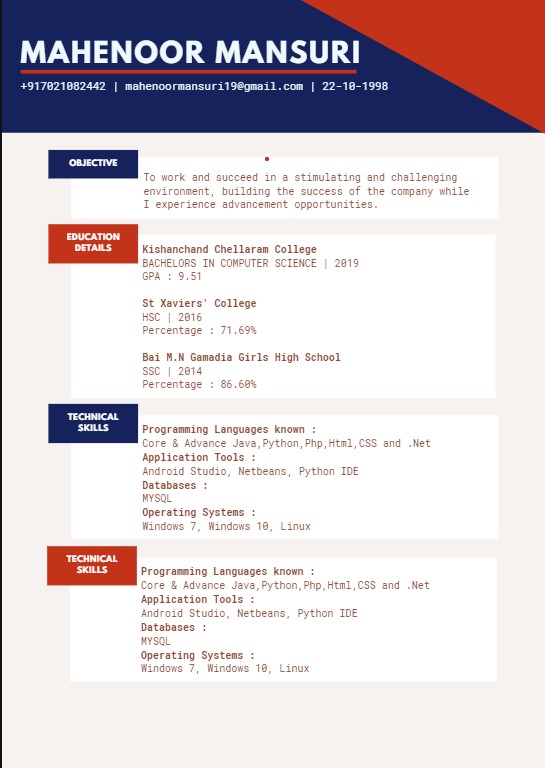 MAHENOOR MANSURI
+917021082442 | mahenoormansuri19@gmail.com | 22-10-1998
OBJECTIVE
To work and succeed in a stimulating and challenging
environment, building the success of the company while
I experience advancement opportunities.
EDUCATION
DETAILS
Kishanchand Chellaram College
BACHELORS IN COMPUTER SCIENCE | 2019
GPA : 9.51
St Xaviers' College
HSC | 2016
Percentage : 71.69%
Bai M.N Gamadia Girls High School
SSC | 2014
Percentage : 86.60%
TECHNICAL
SKILLS
Programming Languages known :
Core & Advance Java,Python,Php,Html,CSS and .Net
Application Tools :
Android Studio, Netbeans, Python IDE
Databases :
MYSQL
Operating Systems :
Windows 7, Windows 10, Linux
TECHNICAL
SKILLS
Programming Languages known :
Core & Advance Java,Python,Php,Html,CSS and .Net
Application Tools :
Android Studio, Netbeans, Python IDE
Databases :
MYSQL
Operating Systems :
Windows 7, Windows 10, Linux